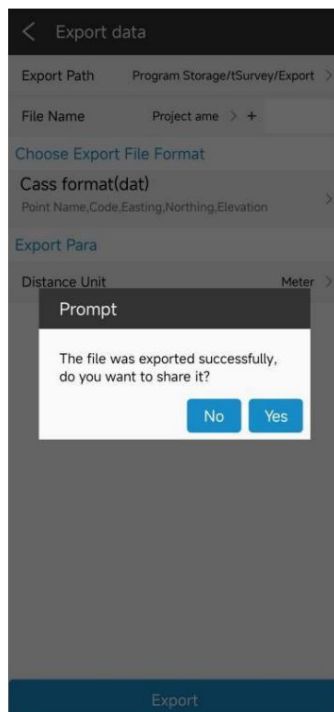 Export data
Export Path Program Storage/tSurvey/Export >
File Name Project ame > +
Choose Export File Format
Cass format(dat)
Point Name,Code,Easting,Northing,Elevation
Export Para
Distance Unit Meter >
Prompt
The file was exported successfully,
do you want to share it?
No Yes
Export